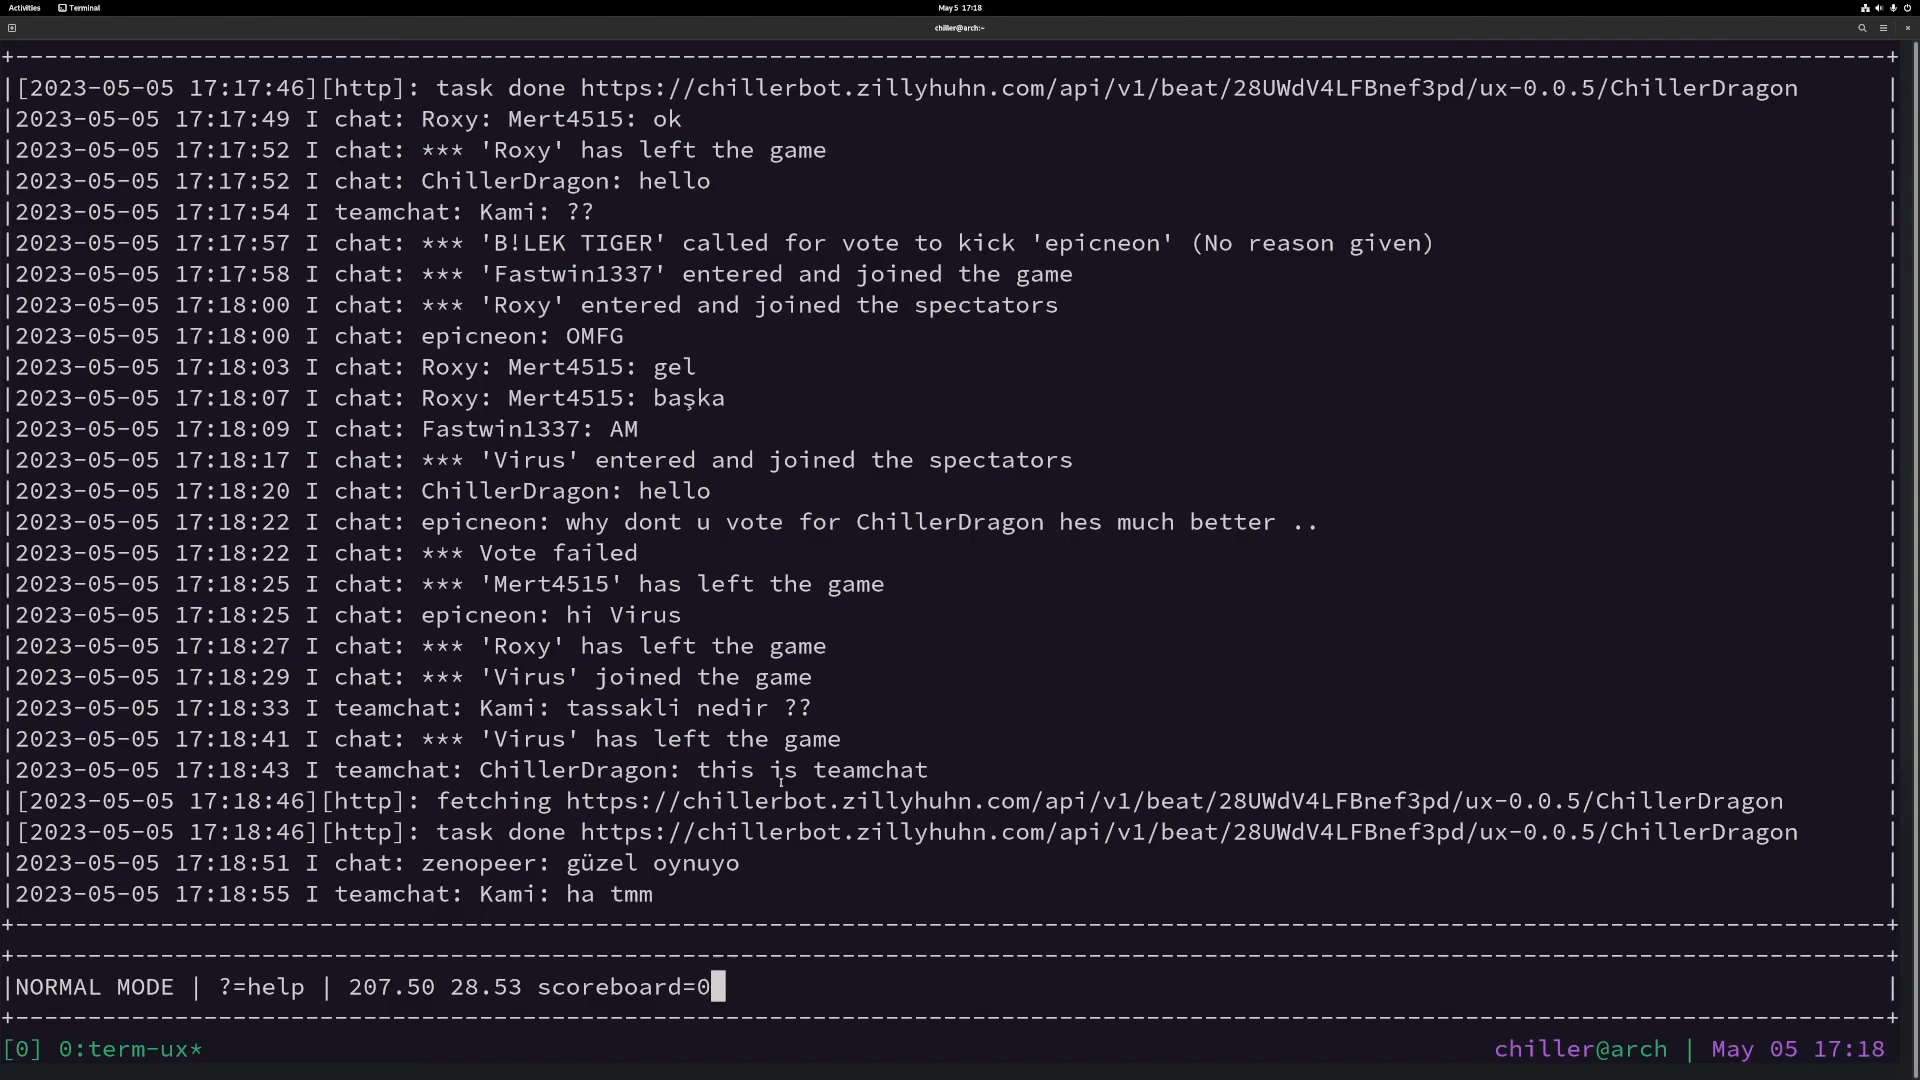 Activities Terminal May 5 17:18
chiller@arch:~
+------------------------------------------------------------------------------------------------------------------------------------+
|[2023-05-05 17:17:46][http]: task done https://chillerbot.zillyhuhn.com/api/v1/beat/28UWdV4LFBnef3pd/ux-0.0.5/ChillerDragon |
|2023-05-05 17:17:49 I chat: Roxy: Mert4515: ok |
|2023-05-05 17:17:52 I chat: *** 'Roxy' has left the game |
|2023-05-05 17:17:52 I chat: ChillerDragon: hello |
|2023-05-05 17:17:54 I teamchat: Kami: ?? |
|2023-05-05 17:17:57 I chat: *** 'B!LEK TIGER' called for vote to kick 'epicneon' (No reason given) |
|2023-05-05 17:17:58 I chat: *** 'Fastwin1337' entered and joined the game |
|2023-05-05 17:18:00 I chat: *** 'Roxy' entered and joined the spectators |
|2023-05-05 17:18:00 I chat: epicneon: OMFG |
|2023-05-05 17:18:03 I chat: Roxy: Mert4515: gel |
|2023-05-05 17:18:07 I chat: Roxy: Mert4515: başka |
|2023-05-05 17:18:09 I chat: Fastwin1337: AM |
|2023-05-05 17:18:17 I chat: *** 'Virus' entered and joined the spectators |
|2023-05-05 17:18:20 I chat: ChillerDragon: hello |
|2023-05-05 17:18:22 I chat: epicneon: why dont u vote for ChillerDragon hes much better .. |
|2023-05-05 17:18:22 I chat: *** Vote failed |
|2023-05-05 17:18:25 I chat: *** 'Mert4515' has left the game |
|2023-05-05 17:18:25 I chat: epicneon: hi Virus |
|2023-05-05 17:18:27 I chat: *** 'Roxy' has left the game |
|2023-05-05 17:18:29 I chat: *** 'Virus' joined the game |
|2023-05-05 17:18:33 I teamchat: Kami: tassakli nedir ?? |
|2023-05-05 17:18:41 I chat: *** 'Virus' has left the game |
|2023-05-05 17:18:43 I teamchat: ChillerDragon: this is teamchat |
|[2023-05-05 17:18:46][http]: fetching https://chillerbot.zillyhuhn.com/api/v1/beat/28UWdV4LFBnef3pd/ux-0.0.5/ChillerDragon |
|[2023-05-05 17:18:46][http]: task done https://chillerbot.zillyhuhn.com/api/v1/beat/28UWdV4LFBnef3pd/ux-0.0.5/ChillerDragon |
|2023-05-05 17:18:51 I chat: zenopeer: güzel oynuyo |
|2023-05-05 17:18:55 I teamchat: Kami: ha tmm |
+------------------------------------------------------------------------------------------------------------------------------------+
+------------------------------------------------------------------------------------------------------------------------------------+
|NORMAL MODE | ?=help | 207.50 28.53 scoreboard=0 |
+------------------------------------------------------------------------------------------------------------------------------------+
[0] 0:term-ux* chiller@arch | May 05 17:18